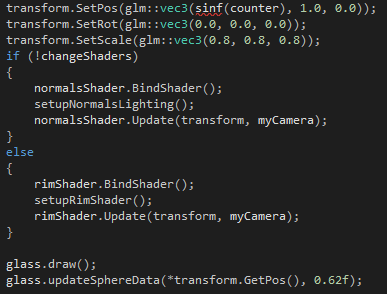 transform.SetPos(glm::vec3(sinf(counter), 1.0, 0.0));
transform.SetRot(glm::vec3(0.0, 0.0, 0.0));
transform.SetScale(glm::vec3(0.8, 0.8, 0.8));
if (!changeShaders)
{
    normalsShader.BindShader();
    setupNormalsLighting();
    normalsShader.Update(transform, myCamera);
}
else
{
    rimShader.BindShader();
    setupRimShader();
    rimShader.Update(transform, myCamera);
}

glass.draw();
glass.updateSphereData(*transform.GetPos(), 0.62f);